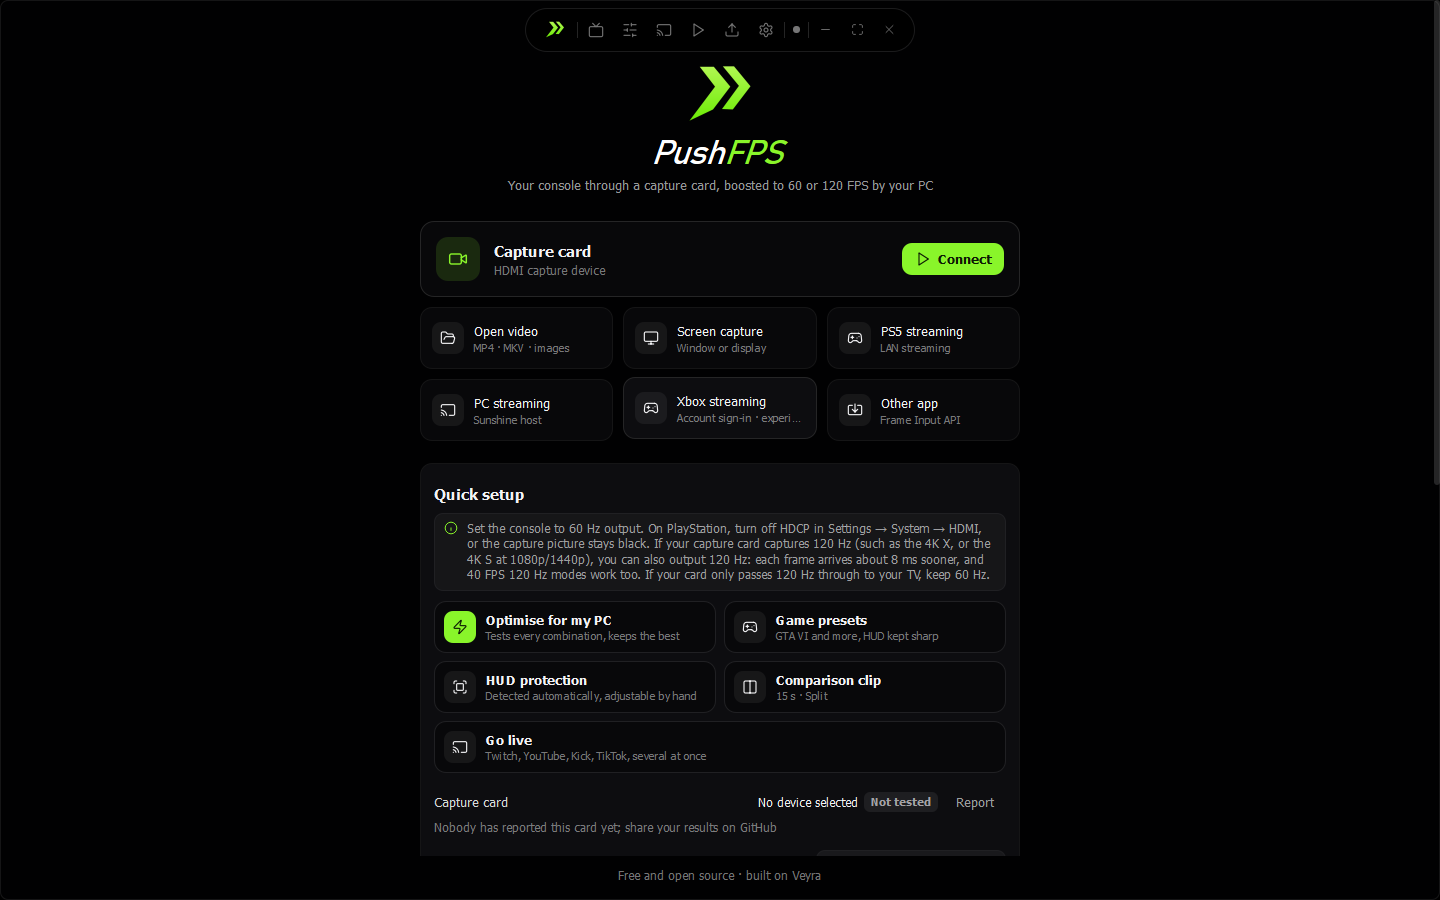 PushFPS
Your console through a capture card, boosted to 60 or 120 FPS by your PC
Capture card
HDMI capture device
Connect
Open video
MP4 · MKV · images
Screen capture
Window or display
PS5 streaming
LAN streaming
PC streaming
Sunshine host
Xbox streaming
Account sign-in · experi...
Other app
Frame Input API
Quick setup
Set the console to 60 Hz output. On PlayStation, turn off HDCP in Settings → System → HDMI,
or the capture picture stays black. If your capture card captures 120 Hz (such as the 4K X, or the
4K S at 1080p/1440p), you can also output 120 Hz: each frame arrives about 8 ms sooner, and
40 FPS 120 Hz modes work too. If your card only passes 120 Hz through to your TV, keep 60 Hz.
Optimise for my PC
Tests every combination, keeps the best
Game presets
GTA VI and more, HUD kept sharp
HUD protection
Detected automatically, adjustable by hand
Comparison clip
15 s · Split
Go live
Twitch, YouTube, Kick, TikTok, several at once
Capture card
No device selected
Not tested
Report
Nobody has reported this card yet; share your results on GitHub
Free and open source · built on Veyra